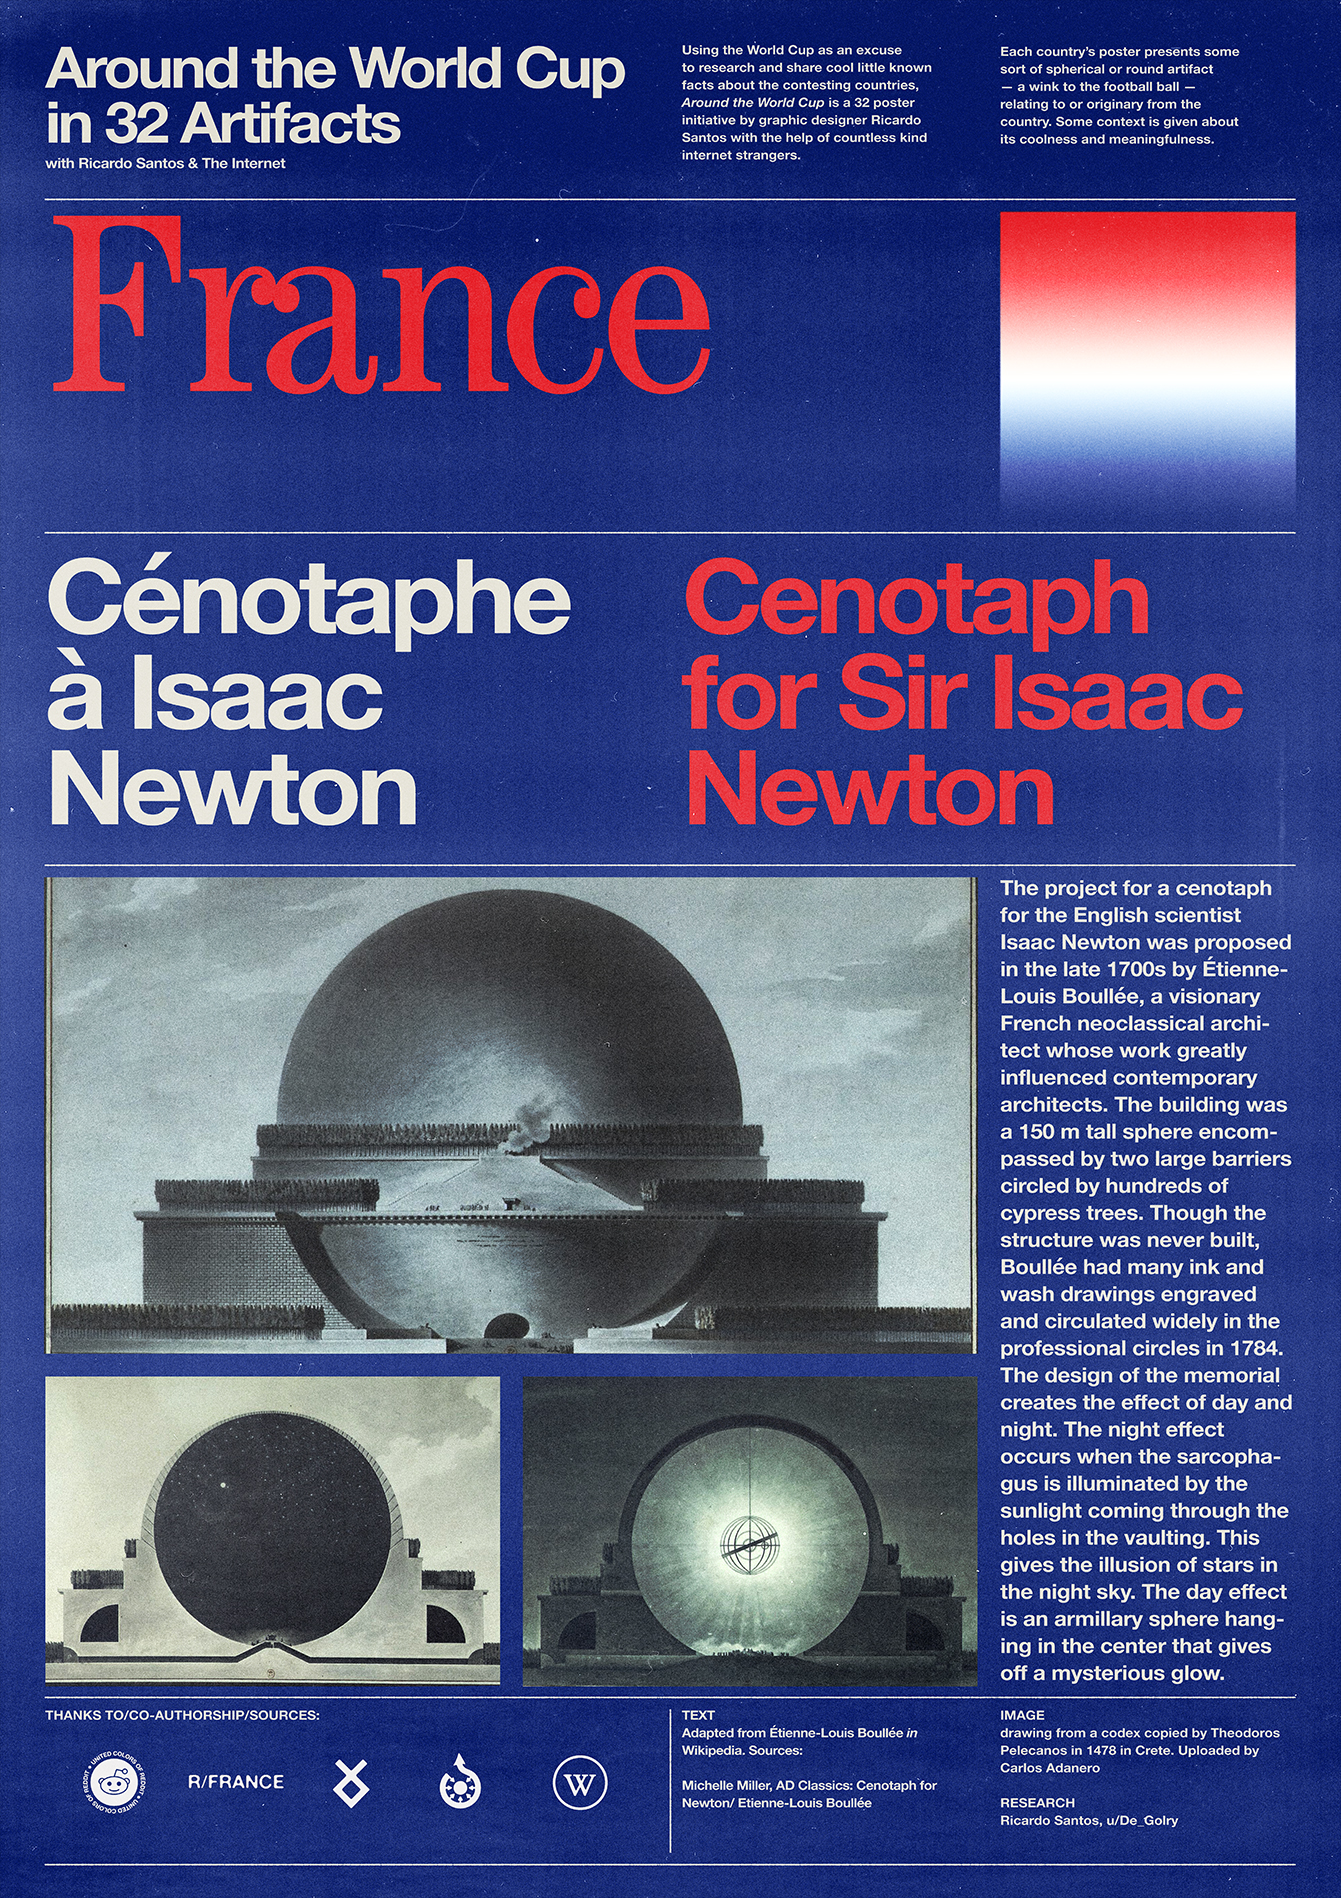 Around the World Cup
in 32 Artifacts
with Ricardo Santos & The Internet
Using the World Cup as an excuse
to research and share cool little known
facts about the contesting countries,
Around the World Cup is a 32 poster
initiative by graphic designer Ricardo
Santos with the help of countless kind
internet strangers.
Each country's poster presents some
sort of spherical or round artifact
— a wink to the football ball —
relating to or originary from the
country. Some context is given about
its coolness and meaningfulness.
France
Cénotaphe
à Isaac
Newton
Cenotaph
for Sir Isaac
Newton
The project for a cenotaph
for the English scientist
Isaac Newton was proposed
in the late 1700s by Étienne-
Louis Boullée, a visionary
French neoclassical archi-
tect whose work greatly
influenced contemporary
architects. The building was
a 150 m tall sphere encom-
passed by two large barriers
circled by hundreds of
cypress trees. Though the
structure was never built,
Boullée had many ink and
wash drawings engraved
and circulated widely in the
professional circles in 1784.
The design of the memorial
creates the effect of day and
night. The night effect
occurs when the sarcopha-
gus is illuminated by the
sunlight coming through the
holes in the vaulting. This
gives the illusion of stars in
the night sky. The day effect
is an armillary sphere hang-
ing in the center that gives
off a mysterious glow.
THANKS TO/CO-AUTHORSHIP/SOURCES:
UNITED COLORS OF REDDIT • UNITED COLORS OF REDDIT •
R/FRANCE
W
TEXT
Adapted from Étienne-Louis Boullée in
Wikipedia. Sources:
Michelle Miller, AD Classics: Cenotaph for
Newton/ Etienne-Louis Boullée
IMAGE
drawing from a codex copied by Theodoros
Pelecanos in 1478 in Crete. Uploaded by
Carlos Adanero
RESEARCH
Ricardo Santos, u/De_Golry